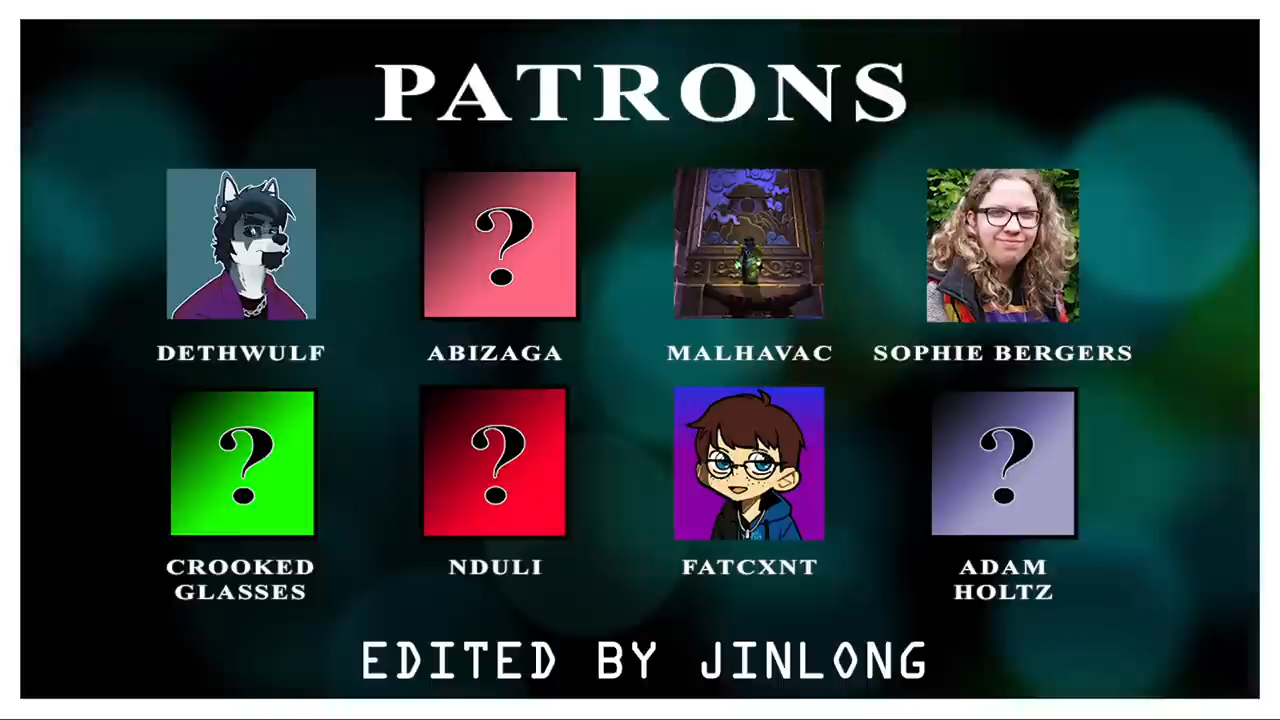 PATRONS
?
DETHWULF
ABIZAGA
MALHAVAC
SOPHIE BERGERS
?
?
?
CROOKED
GLASSES
NDULI
FATCXNT
ADAM
HOLTZ
EDITED BY JINLONG